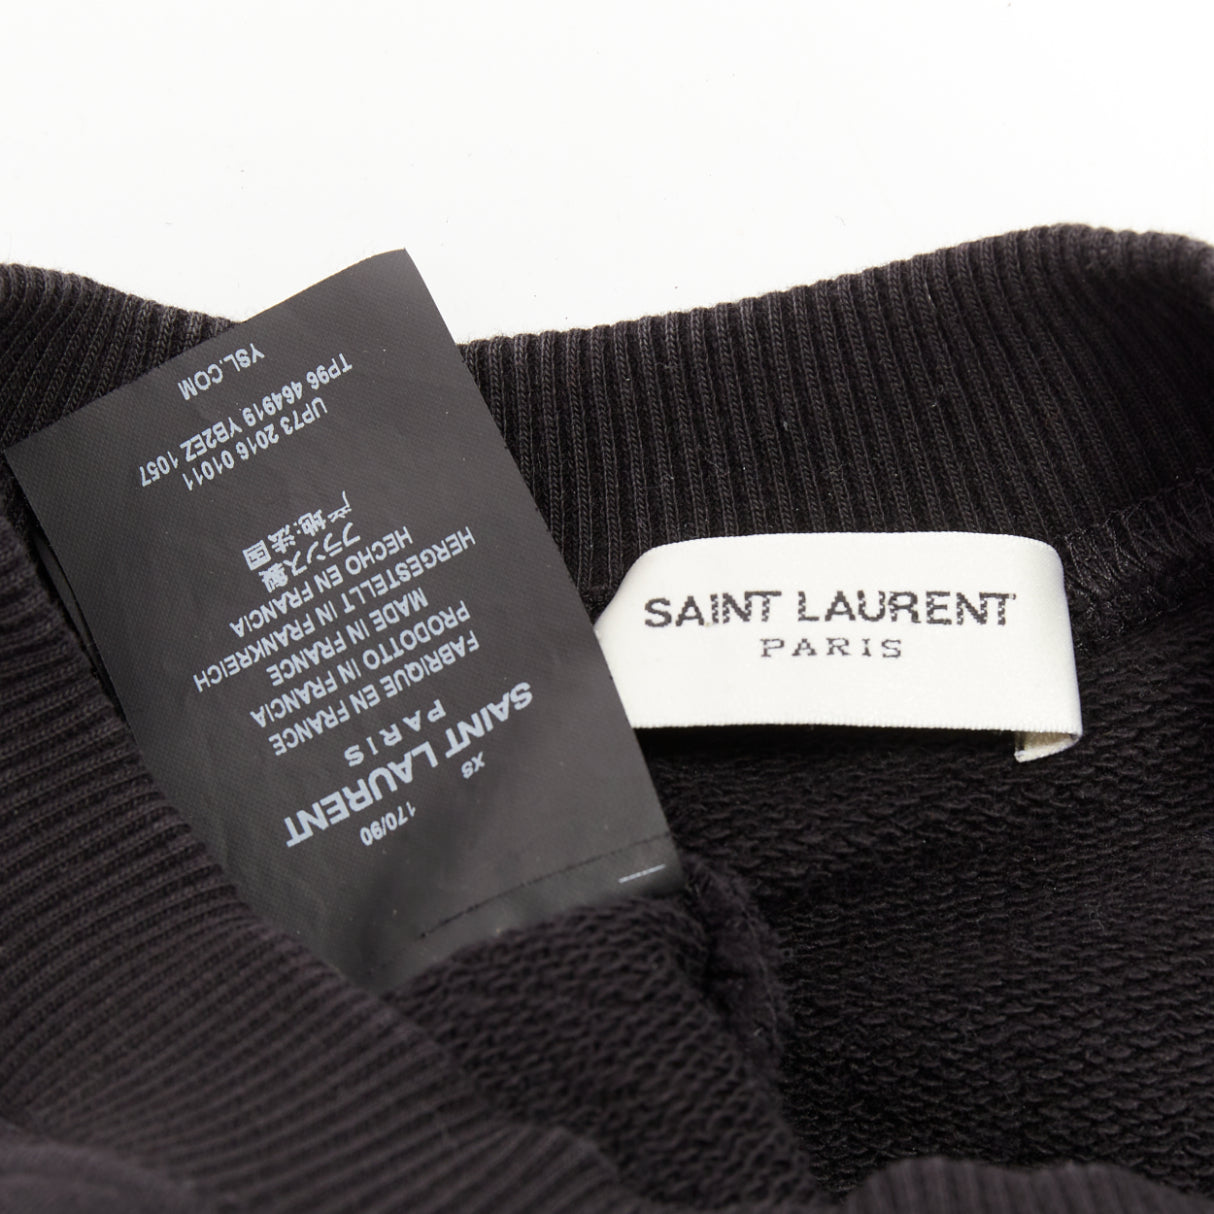 SAINT LAURENT
PARIS
XS
170/90
SAINT LAURENT
PARIS
FABRIQUE EN FRANCE
PRODOTTO IN FRANCIA
MADE IN FRANCE
HERGESTELLT IN FRANKREICH
HECHO EN FRANCIA
フランス製
产地:法国
UP73 2016 01011
TP96 464919 YB2EZ 1057
YSL.COM